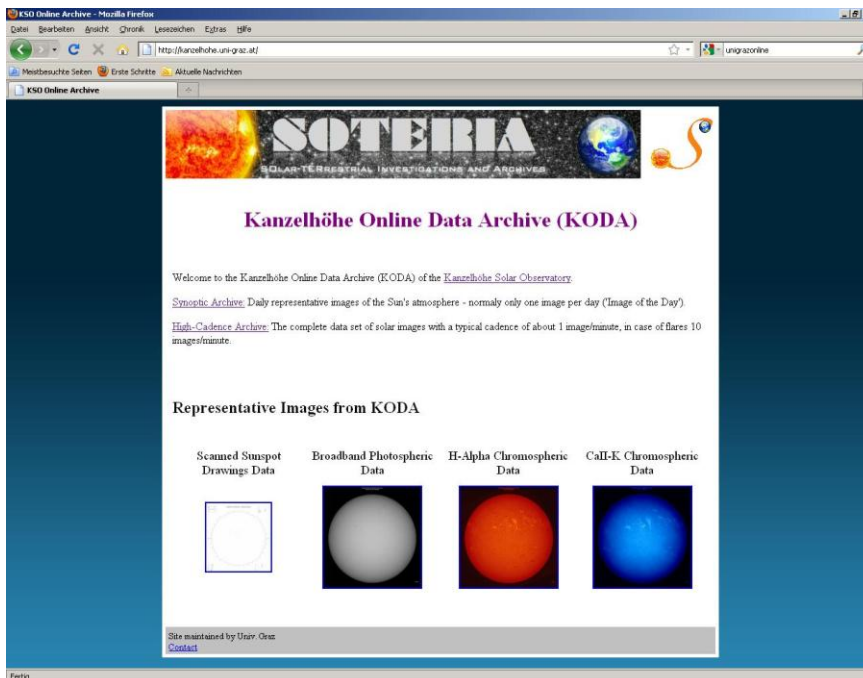 KSO Online Archive - Mozilla Firefox
Datei Bearbeiten Ansicht Chronik Lesezeichen Extras Hilfe
http://kanzelhohe.uni-graz.at/
unigrazonline
Meistbesuchte Seiten Erste Schritte Aktuelle Nachrichten
KSO Online Archive
SOTERIA
SOLAR-TERRESTRIAL INVESTIGATIONS AND ARCHIVES
Kanzelhöhe Online Data Archive (KODA)
Welcome to the Kanzelhöhe Online Data Archive (KODA) of the Kanzelhöhe Solar Observatory.
Synoptic Archive: Daily representative images of the Sun's atmosphere - normaly only one image per day ('Image of the Day').
High-Cadence Archive: The complete data set of solar images with a typical cadence of about 1 image/minute, in case of flares 10
images/minute.
Representative Images from KODA
Scanned Sunspot
Drawings Data
Broadband Photospheric
Data
H-Alpha Chromospheric
Data
CaII-K Chromospheric
Data
Site maintained by Univ. Graz
Contact
Fertig